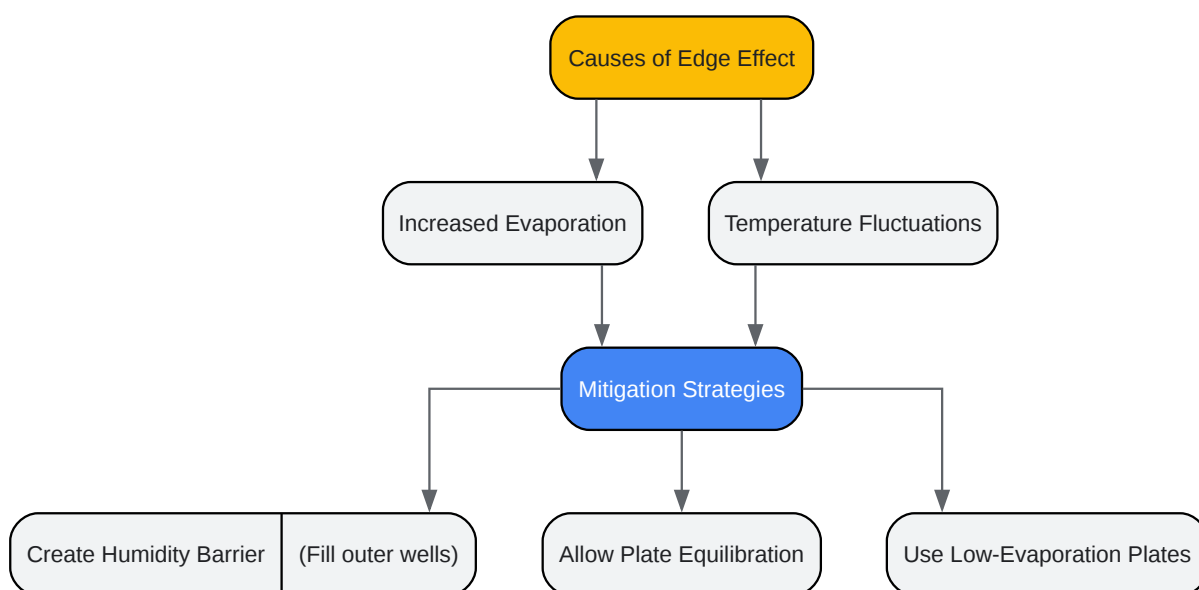 Causes of Edge Effect
Increased Evaporation
Temperature Fluctuations
Mitigation Strategies
Create Humidity Barrier
(Fill outer wells)
Allow Plate Equilibration
Use Low-Evaporation Plates